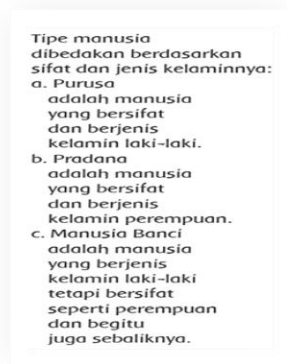 Tipe manusia
dibedakan berdasarkan
sifat dan jenis kelaminnya:
a. Purusa
adalah manusia
yang bersifat
dan berjenis
kelamin laki-laki.
b. Pradana
adalah manusia
yang bersifat
dan berjenis
kelamin perempuan.
c. Manusia Banci
adalah manusia
yang berjenis
kelamin laki-laki
tetapi bersifat
seperti perempuan
dan begitu
juga sebaliknya.